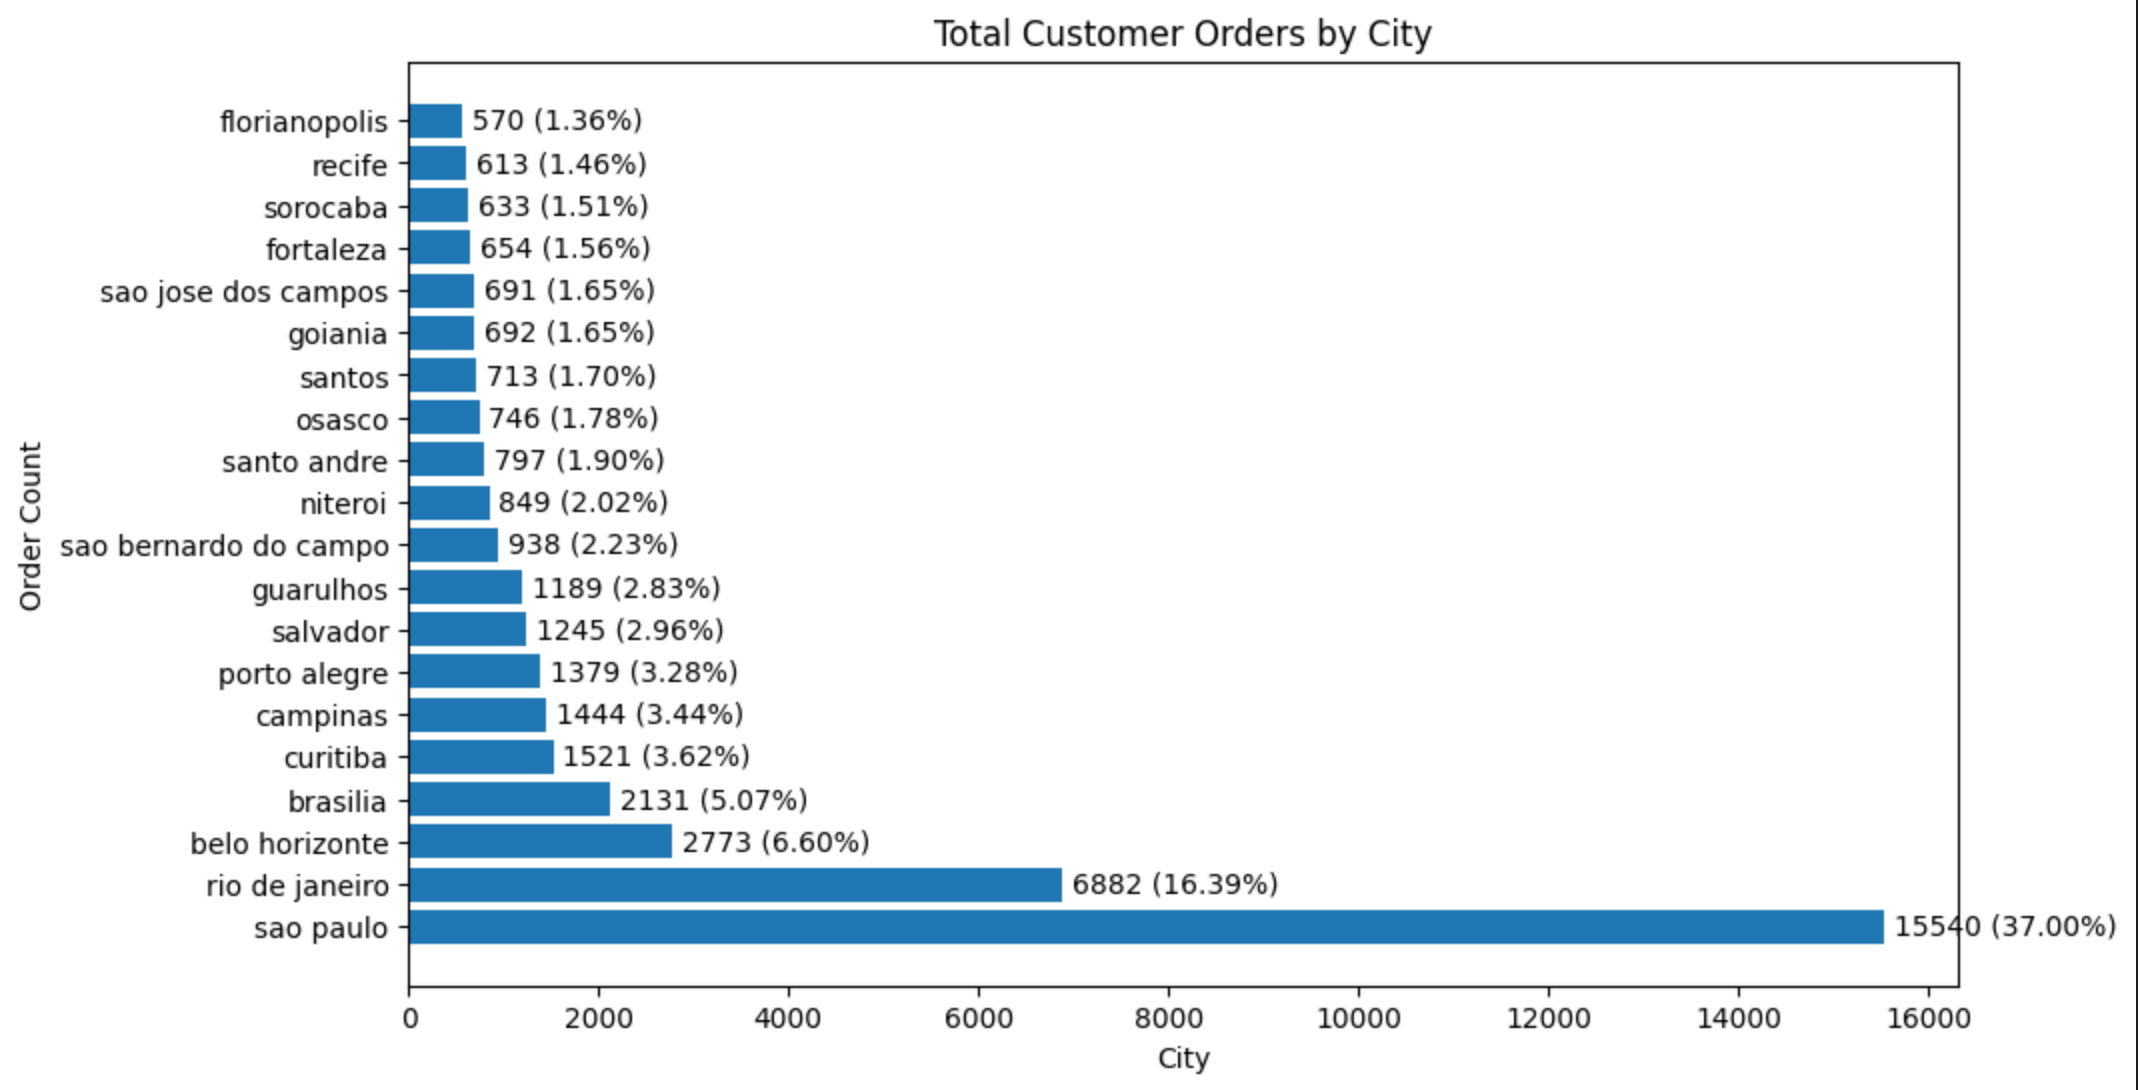 Total Customer Orders by City
Order Count
florianopolis 570 (1.36%)
recife 613 (1.46%)
sorocaba 633 (1.51%)
fortaleza 654 (1.56%)
sao jose dos campos 691 (1.65%)
goiania 692 (1.65%)
santos 713 (1.70%)
osasco 746 (1.78%)
santo andre 797 (1.90%)
niteroi 849 (2.02%)
sao bernardo do campo 938 (2.23%)
guarulhos 1189 (2.83%)
salvador 1245 (2.96%)
porto alegre 1379 (3.28%)
campinas 1444 (3.44%)
curitiba 1521 (3.62%)
brasilia 2131 (5.07%)
belo horizonte 2773 (6.60%)
rio de janeiro 6882 (16.39%)
sao paulo 15540 (37.00%)
0 2000 4000 6000 8000 10000 12000 14000 16000
City